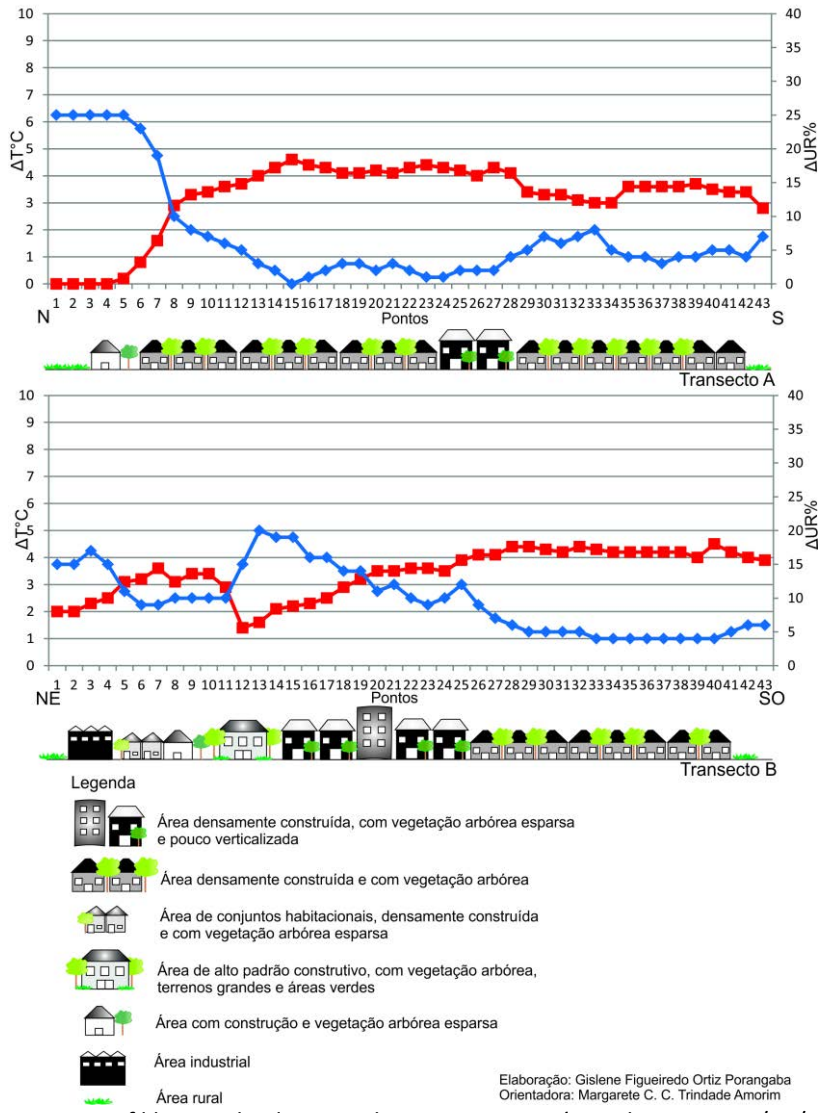 10 9 8 7 6 5 4 3 2 1 0
ΔT°C
40 35 30 25 20 15 10 5 0
ΔUR%
1 2 3 4 5 6 7 8 9 10 11 12 13 14 15 16 17 18 19 20 21 22 23 24 25 26 27 28 29 30 31 32 33 34 35 36 37 38 39 40 41 42 43
N Pontos S
Transecto A
10 9 8 7 6 5 4 3 2 1 0
ΔT°C
40 35 30 25 20 15 10 5 0
ΔUR%
1 2 3 4 5 6 7 8 9 10 11 12 13 14 15 16 17 18 19 20 21 22 23 24 25 26 27 28 29 30 31 32 33 34 35 36 37 38 39 40 41 42 43
NE Pontos SO
Transecto B
Legenda
Área densamente construída, com vegetação arbórea esparsa
e pouco verticalizada
Área densamente construída e com vegetação arbórea
Área de conjuntos habitacionais, densamente construída
e com vegetação arbórea esparsa
Área de alto padrão construtivo, com vegetação arbórea,
terrenos grandes e áreas verdes
Área com construção e vegetação arbórea esparsa
Área industrial
Área rural
Elaboração: Gislene Figueiredo Ortiz Porangaba
Orientadora: Margarete C. C. Trindade Amorim